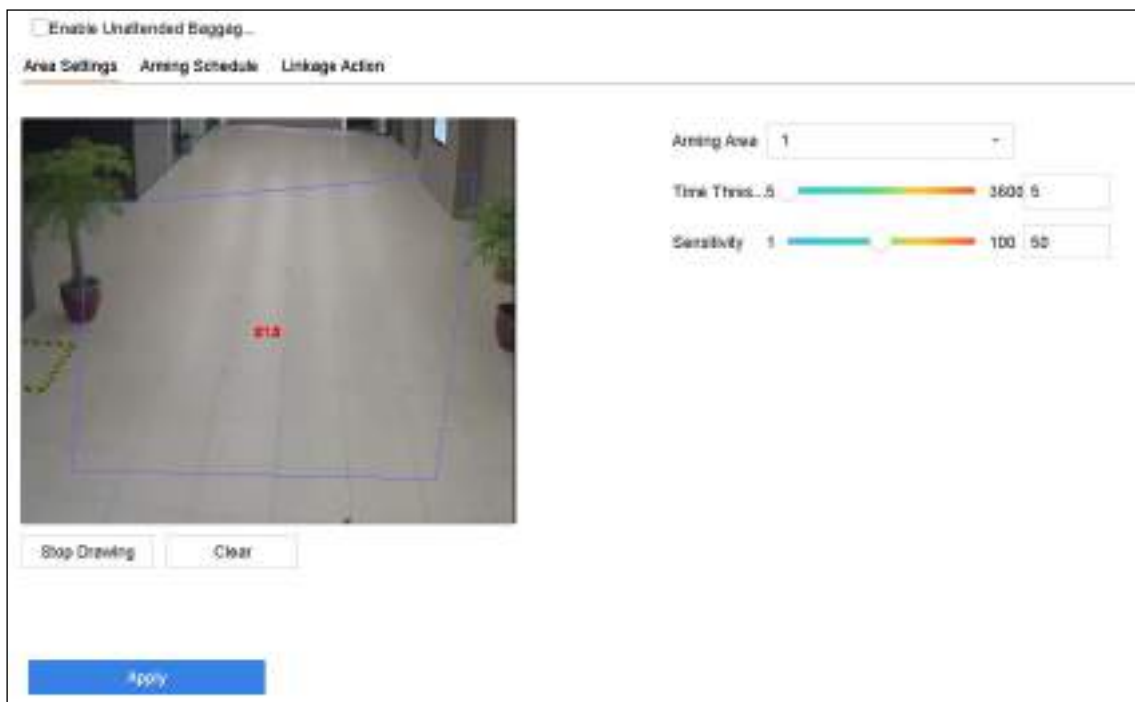 Enable Unattended Baggag...
Area Settings Arming Schedule Linkage Action
Arming Area 1
Time Thres... 5 3600 5
Sensitivity 1 100 50
Stop Drawing Clear
Apply